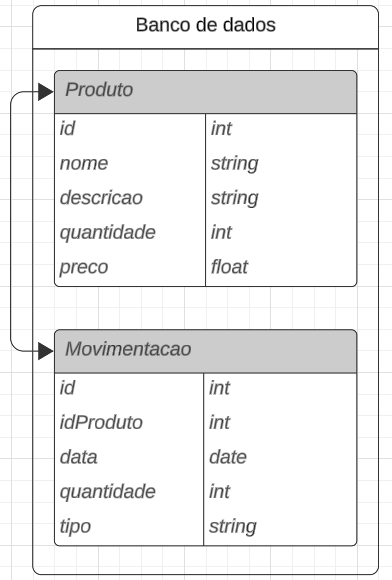 Banco de dados
Produto
id int
nome string
descricao string
quantidade int
preco float
Movimentacao
id int
idProduto int
data date
quantidade int
tipo string